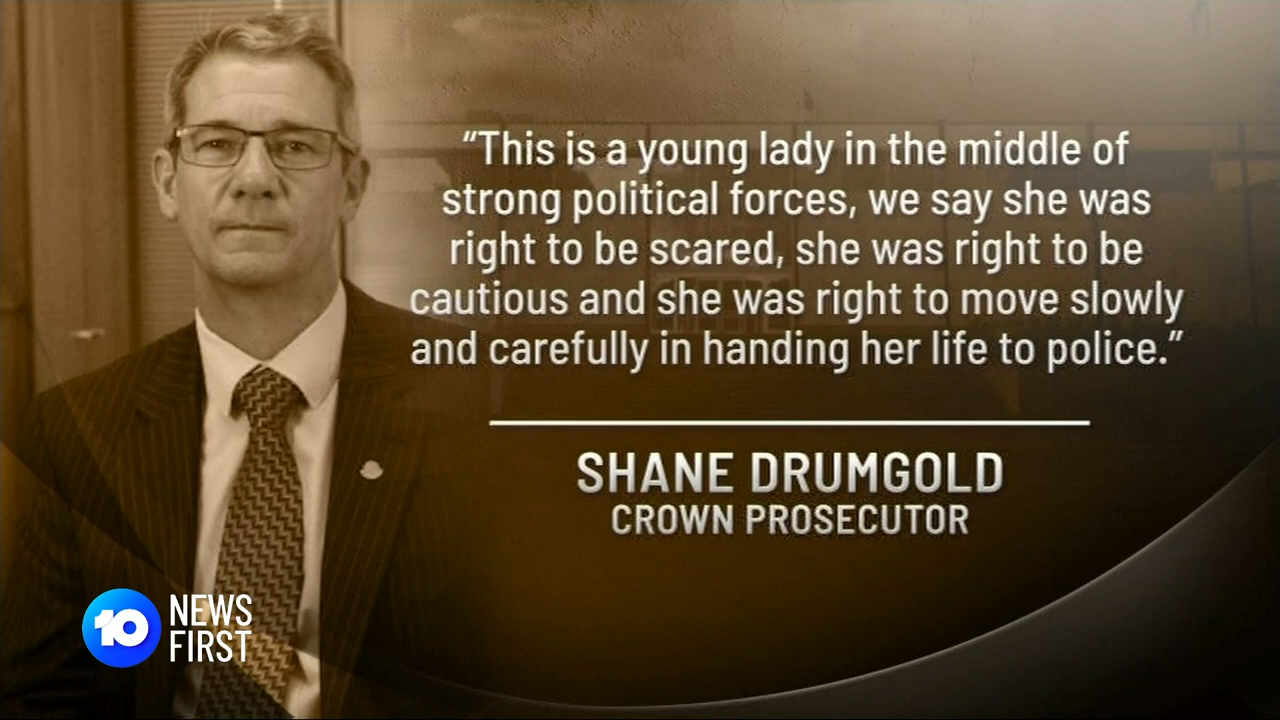 “This is a young lady in the middle of
strong political forces, we say she was
right to be scared, she was right to be
cautious and she was right to move slowly
and carefully in handing her life to police.”
SHANE DRUMGOLD
CROWN PROSECUTOR
10 NEWS
FIRST